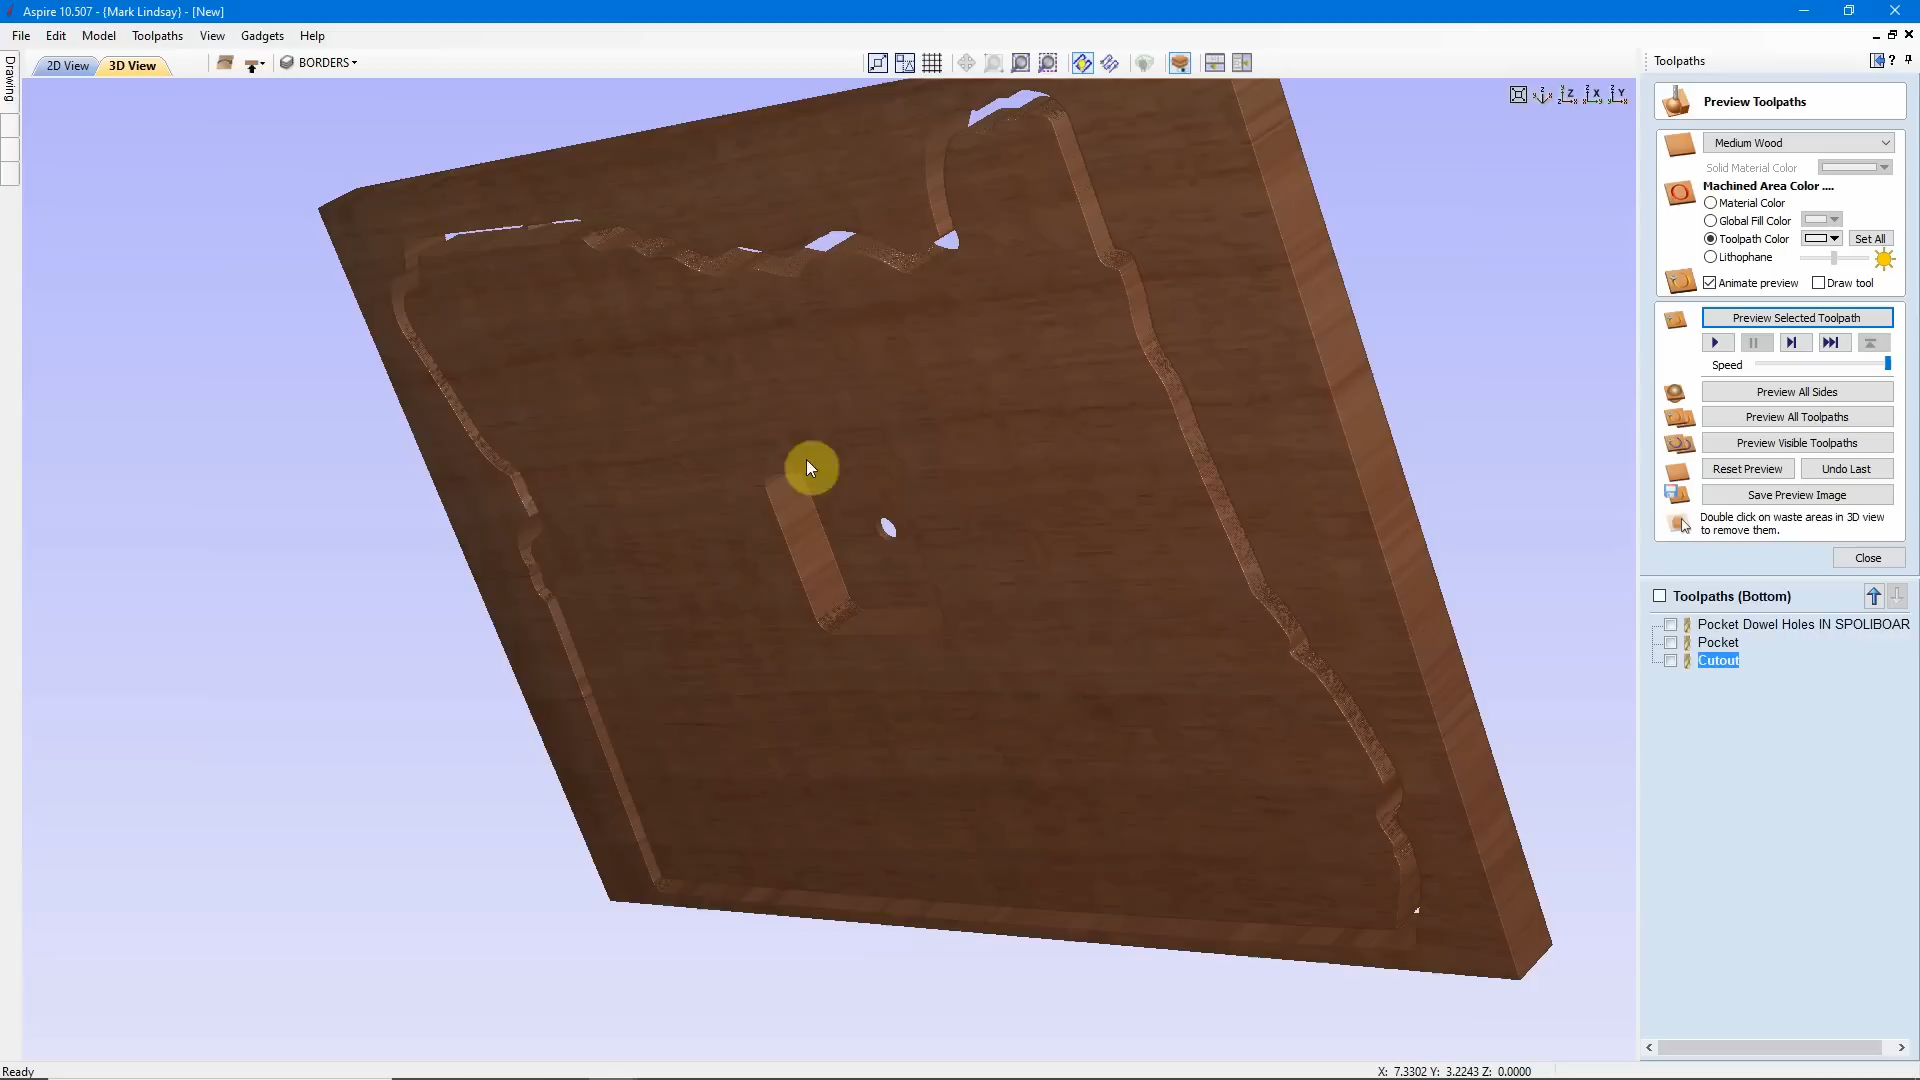 Aspire 10.507 - {Mark Lindsay} - [New]
File Edit Model Toolpaths View Gadgets Help
Drawing
2D View 3D View BORDERS
Toolpaths
Preview Toolpaths
Medium Wood
Solid Material Color
Machined Area Color ....
Material Color
Global Fill Color
Toolpath Color Set All
Lithophane
Animate preview Draw tool
Preview Selected Toolpath
Speed
Preview All Sides
Preview All Toolpaths
Preview Visible Toolpaths
Reset Preview Undo Last
Save Preview Image
Double click on waste areas in 3D view
to remove them.
Close
Toolpaths (Bottom)
Pocket Dowel Holes IN SPOLIBOAR
Pocket
Cutout
Ready
X: 7.3302 Y: 3.2243 Z: 0.0000